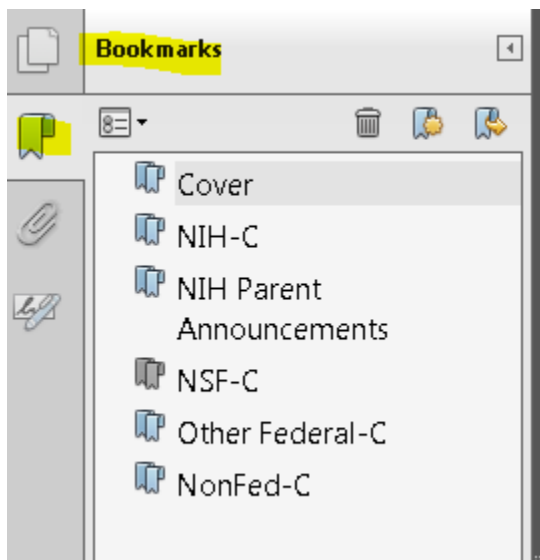 Bookmarks
Cover
NIH-C
NIH Parent
Announcements
NSF-C
Other Federal-C
NonFed-C